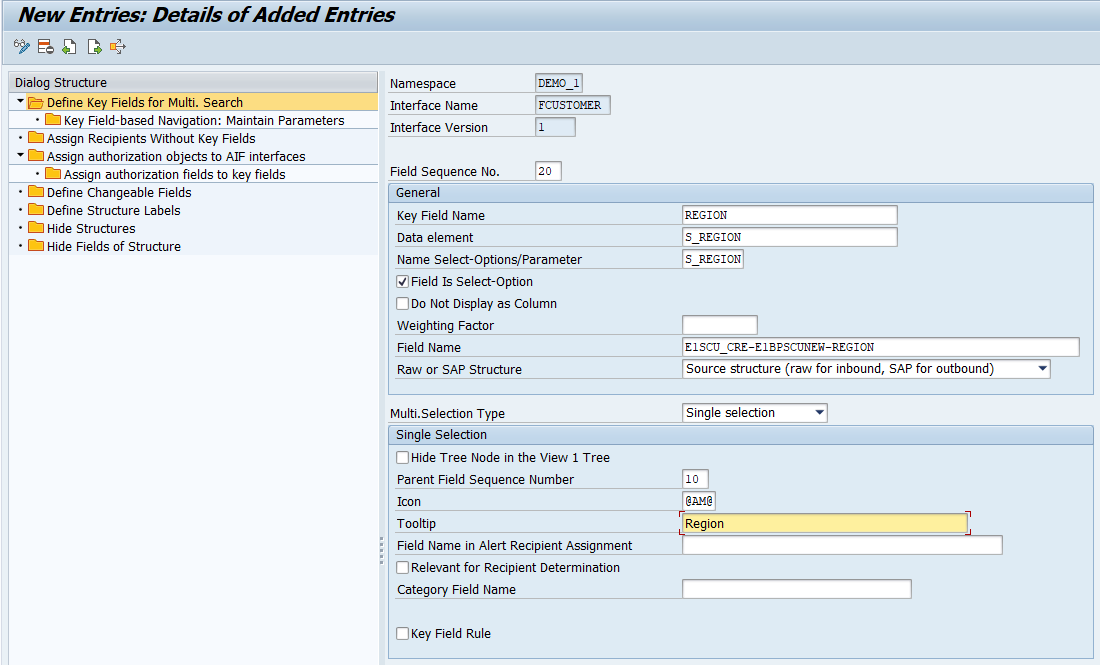 New Entries: Details of Added Entries
Dialog Structure
Define Key Fields for Multi. Search
Key Field-based Navigation: Maintain Parameters
Assign Recipients Without Key Fields
Assign authorization objects to AIF interfaces
Assign authorization fields to key fields
Define Changeable Fields
Define Structure Labels
Hide Structures
Hide Fields of Structure
Namespace DEMO_1
Interface Name FCUSTOMER
Interface Version 1
Field Sequence No. 20
General
Key Field Name REGION
Data element S_REGION
Name Select-Options/Parameter S_REGION
Field Is Select-Option
Do Not Display as Column
Weighting Factor
Field Name E1SCU_CRE-E1BPSCUNEW-REGION
Raw or SAP Structure Source structure (raw for inbound, SAP for outbound)
Multi.Selection Type Single selection
Single Selection
Hide Tree Node in the View 1 Tree
Parent Field Sequence Number 10
Icon @AM@
Tooltip Region
Field Name in Alert Recipient Assignment
Relevant for Recipient Determination
Category Field Name
Key Field Rule